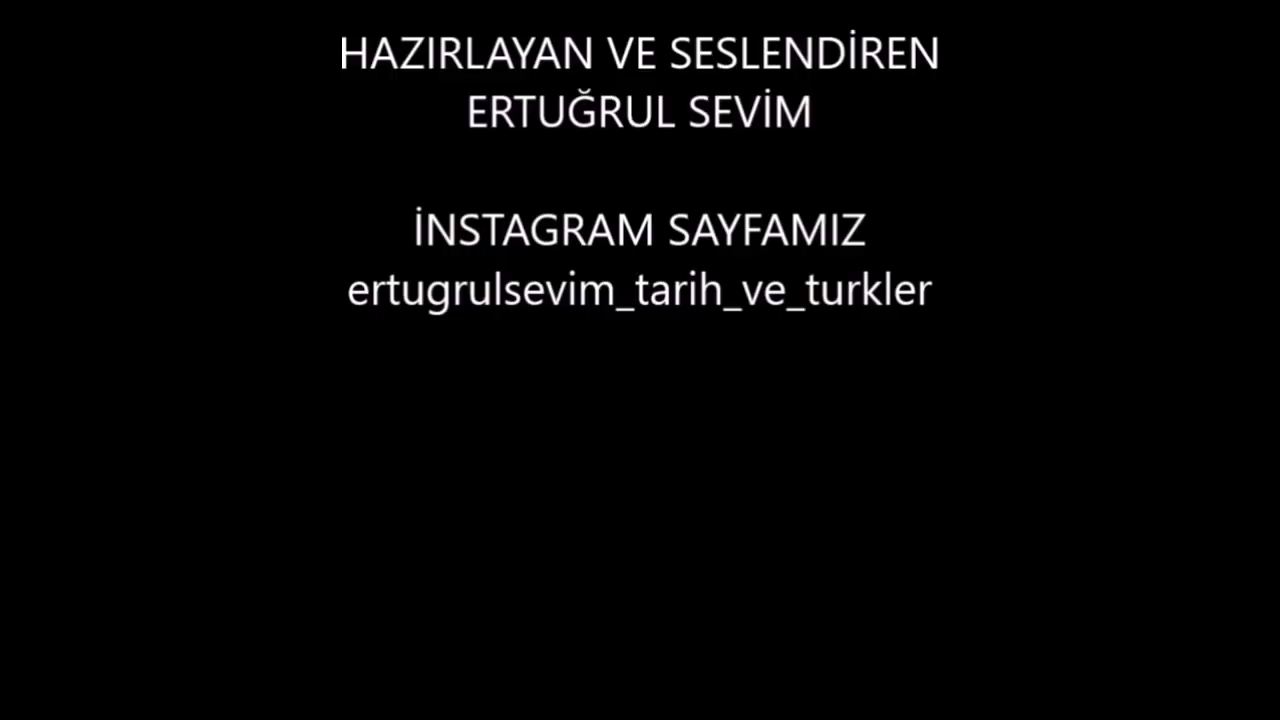 HAZIRLAYAN VE SESLENDİREN
ERTUĞRUL SEVİM
İNSTAGRAM SAYFAMIZ
ertugrulsevim_tarih_ve_turkler